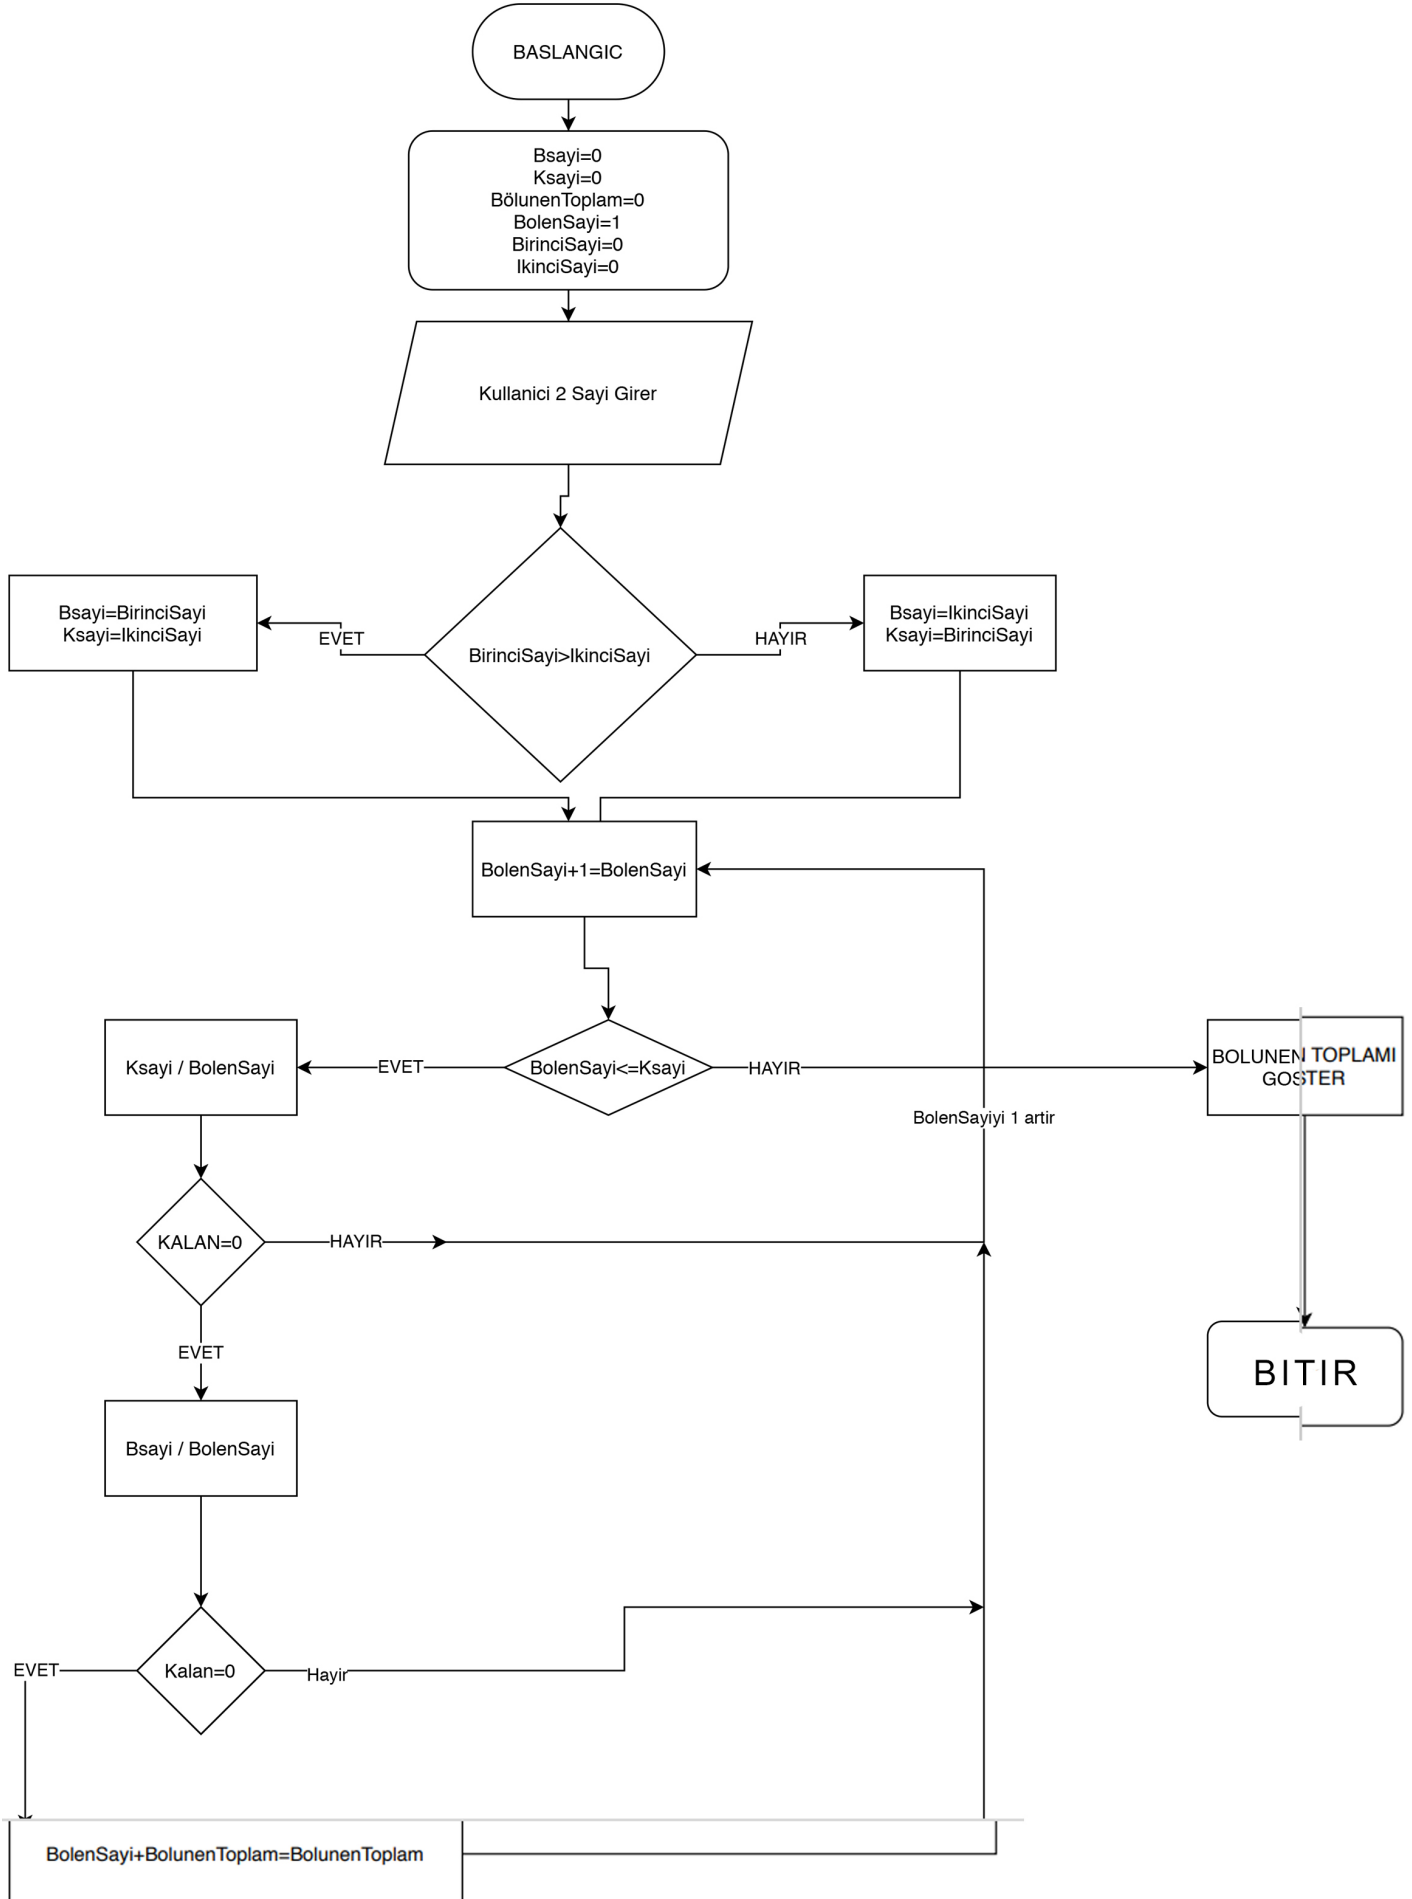 BASLANGIC
Bsayi=0
Ksayi=0
BölunenToplam=0
BolenSayi=1
BirinciSayi=0
IkinciSayi=0
Kullanici 2 Sayi Girer
Bsayi=BirinciSayi
Ksayi=IkinciSayi
EVET
BirinciSayi>IkinciSayi
HAYIR
Bsayi=IkinciSayi
Ksayi=BirinciSayi
BolenSayi+1=BolenSayi
Ksayi / BolenSayi
EVET
BolenSayi<=Ksayi
HAYIR
BOLUNEN TOPLAMI
GOSTER
BolenSayiyi 1 artir
KALAN=0
HAYIR
EVET
BITIR
Bsayi / BolenSayi
EVET
Kalan=0
Hayir
BolenSayi+BolunenToplam=BolunenToplam